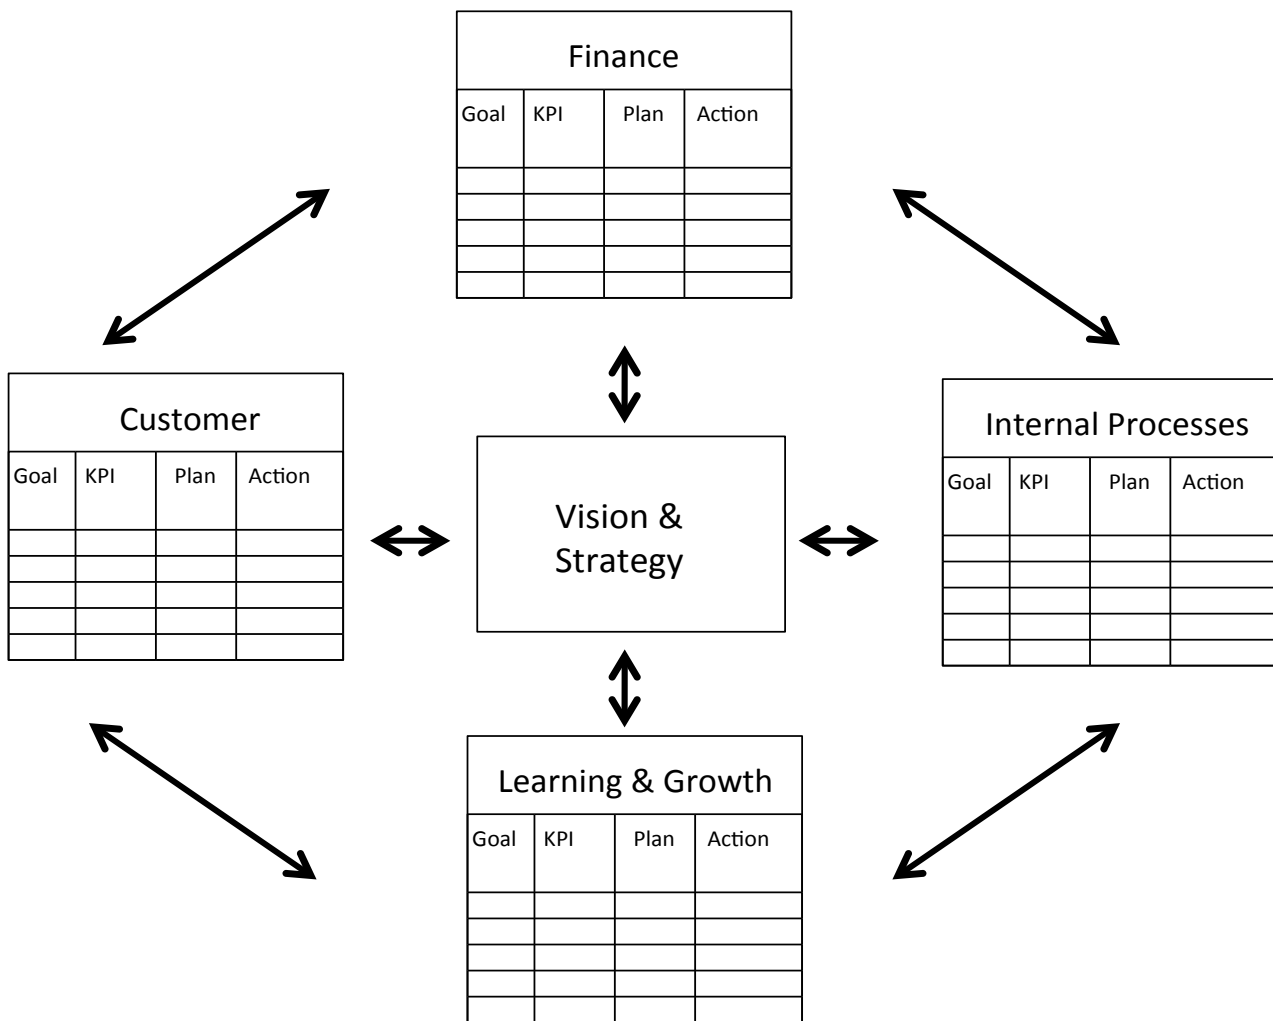 Finance
Goal KPI Plan Action
Customer
Goal KPI Plan Action
Vision &
Strategy
Internal Processes
Goal KPI Plan Action
Learning & Growth
Goal KPI Plan Action